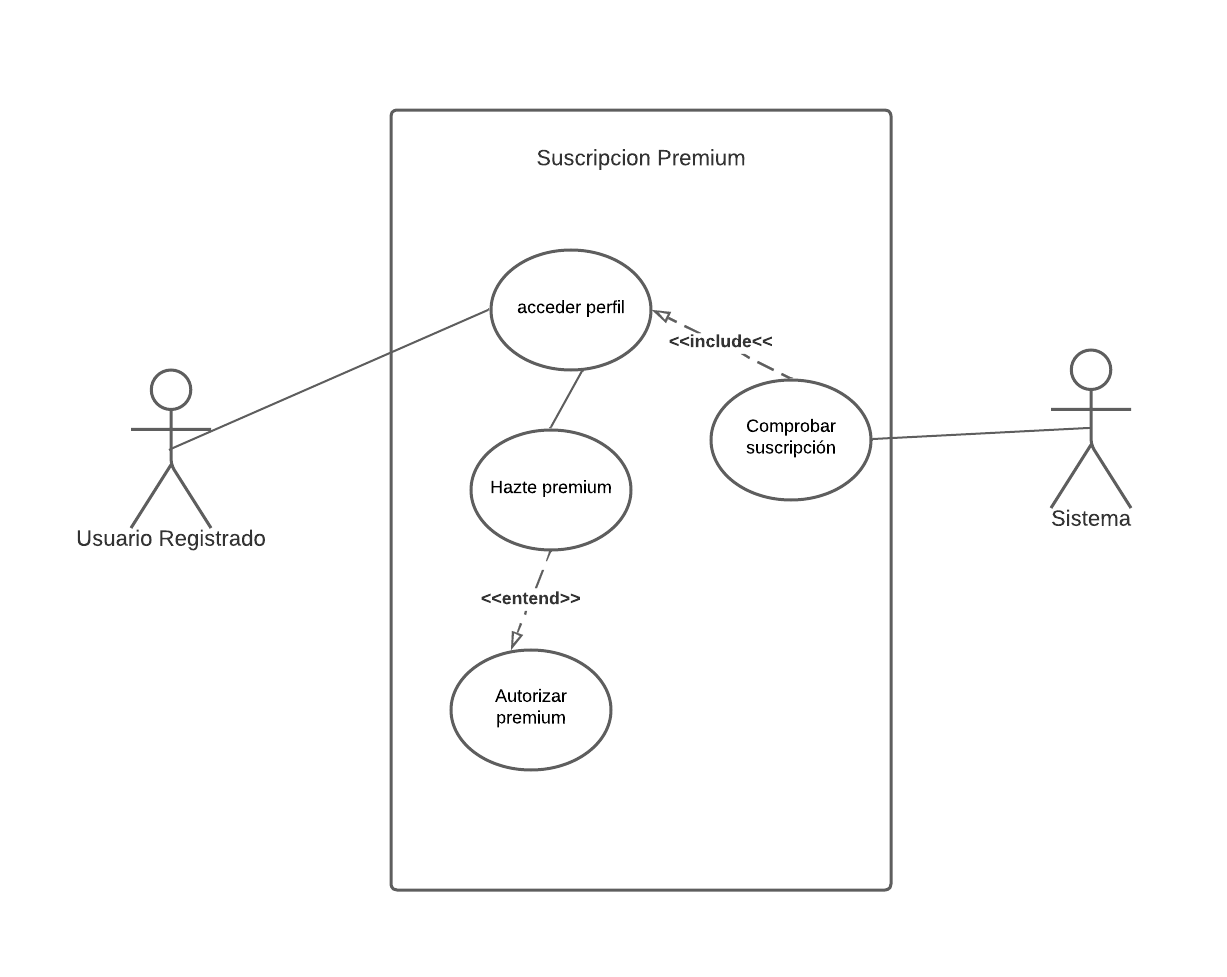 Suscripcion Premium
acceder perfil
<<include<<
Comprobar
suscripción
Hazte premium
Sistema
Usuario Registrado
<<entend>>
Autorizar
premium